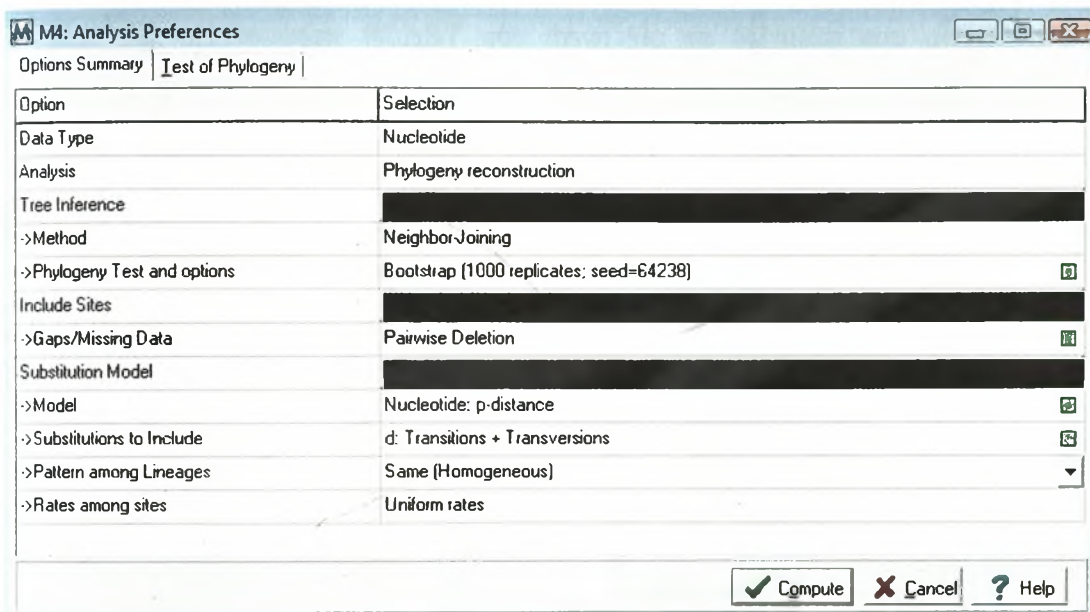 M4: Analysis Preferences
Options Summary Test of Phylogeny
Option Selection
Data Type Nucleotide
Analysis Phylogeny reconstruction
Tree Inference
->Method Neighbor-Joining
->Phylogeny Test and options Bootstrap (1000 replicates; seed=64238)
Include Sites
->Gaps/Missing Data Pairwise Deletion
Substitution Model
->Model Nucleotide: p-distance
->Substitutions to Include d: Transitions + Transversions
->Pattern among Lineages Same (Homogeneous)
->Rates among sites Uniform rates
Compute Cancel ? Help